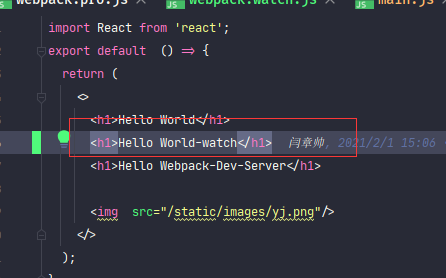 webpack.pro.js webpack.watch.js main.js
import React from 'react';
export default () => {
return (
<>
<h1>Hello World</h1>
<h1>Hello World-watch</h1> 闫章帅, 2021/2/1 15:06
<h1>Hello Webpack-Dev-Server</h1>
<img src="/static/images/yj.png"/>
</>
);